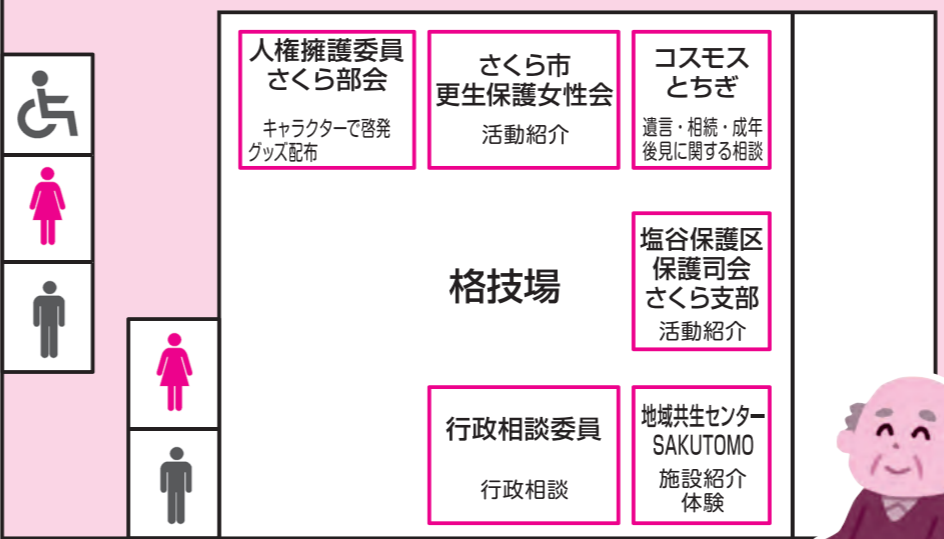 人権擁護委員
さくら部会
キャラクターで啓発
グッズ配布
さくら市
更生保護女性会
活動紹介
コスモス
とちぎ
遺言・相続・成年
後見に関する相談
塩谷保護区
保護司会
さくら支部
活動紹介
格技場
行政相談委員
行政相談
地域共生センター
SAKUTOMO
施設紹介
体験